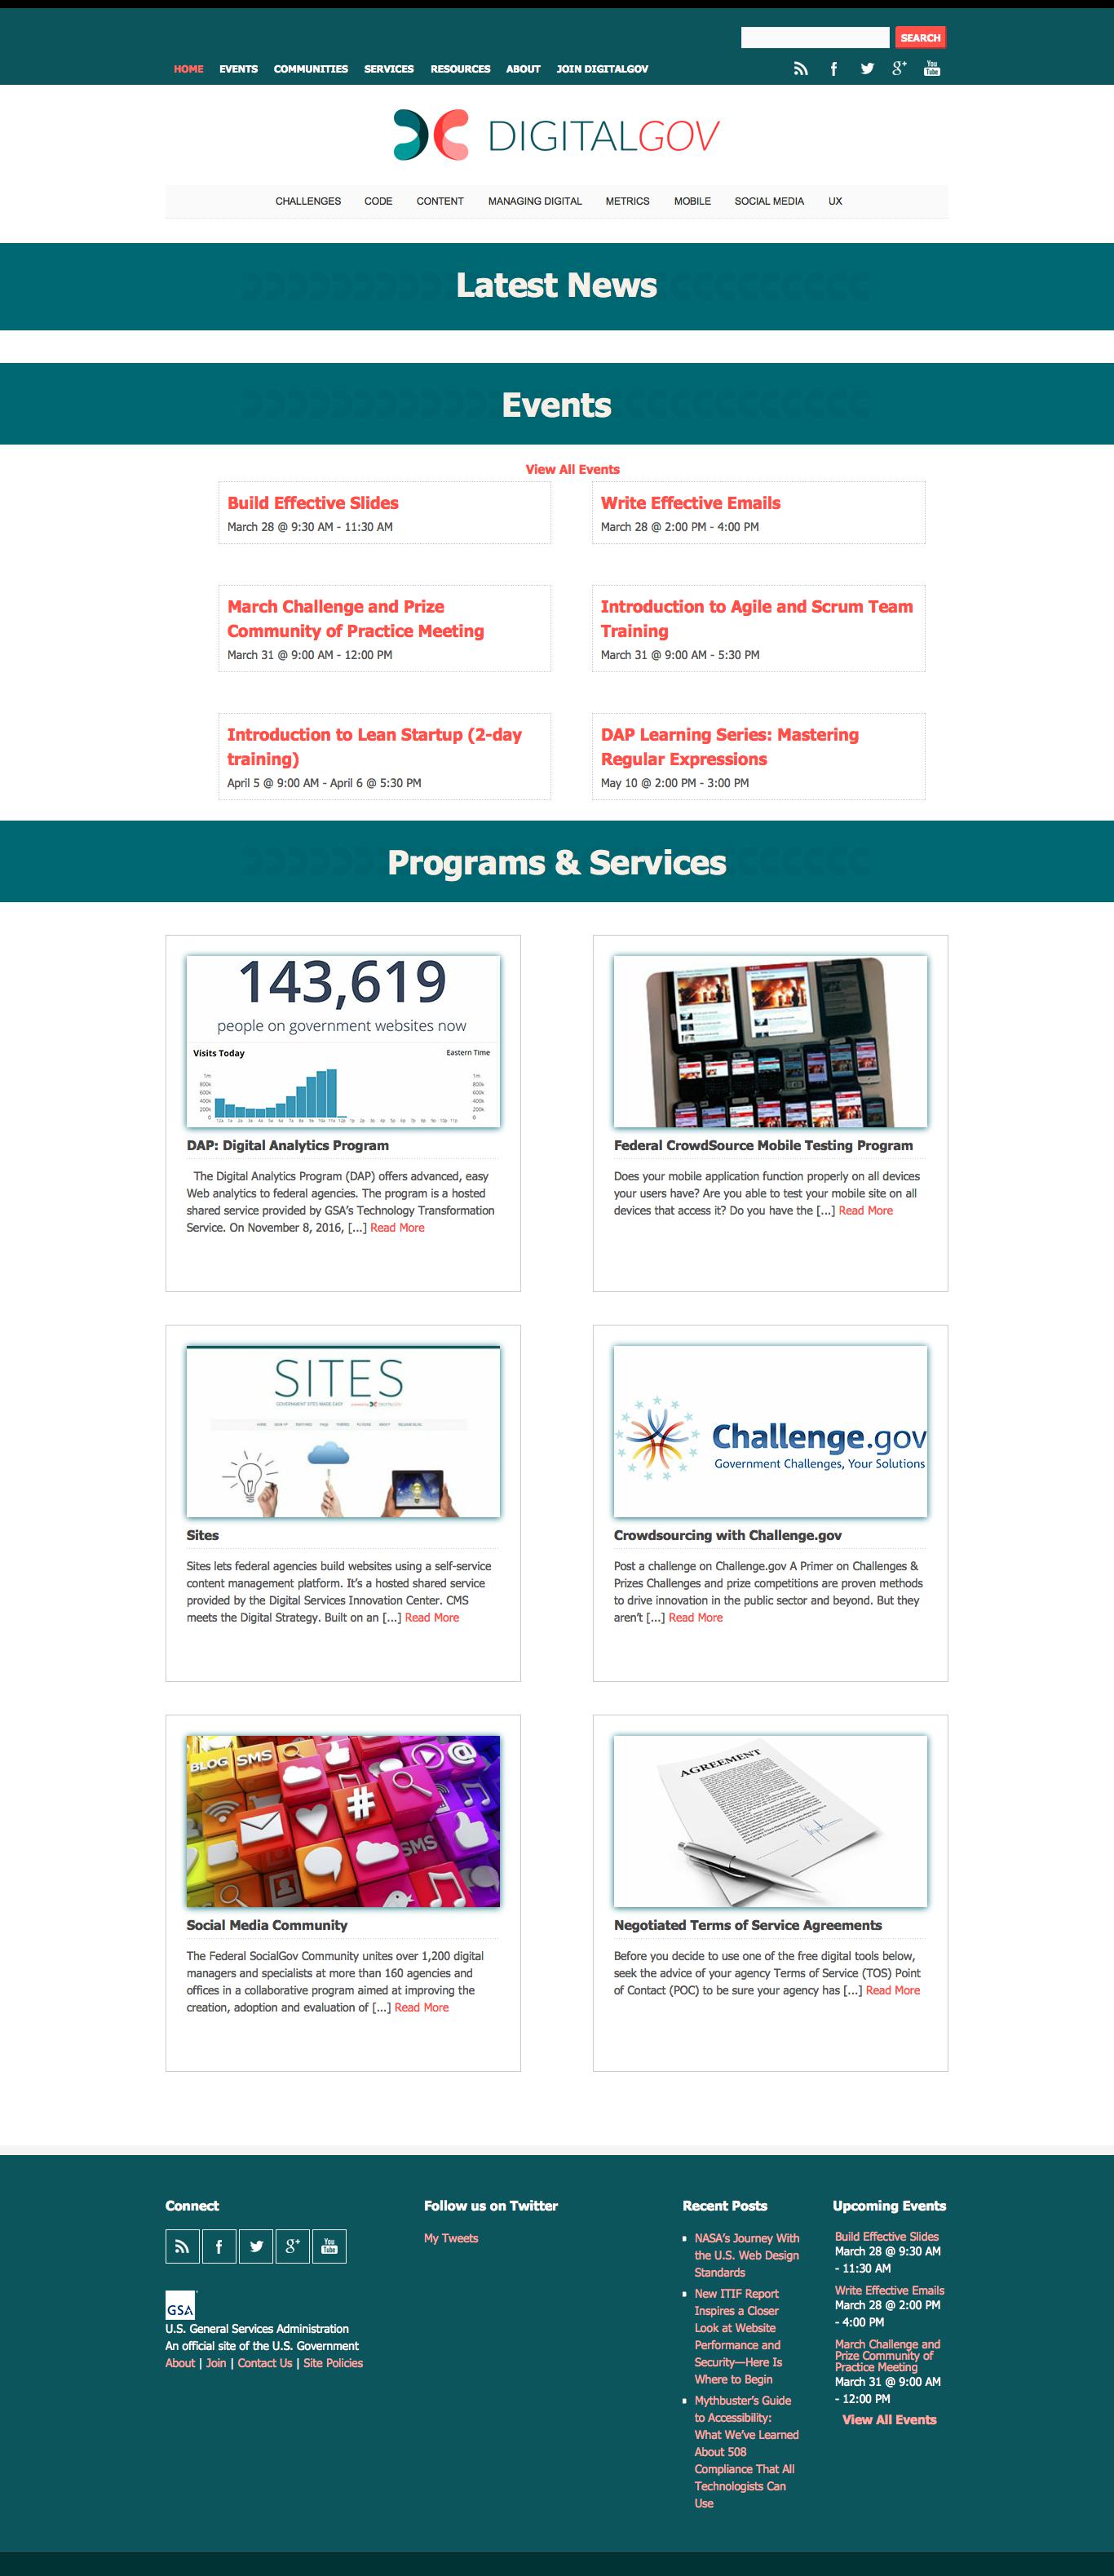 SEARCH
HOME EVENTS COMMUNITIES SERVICES RESOURCES ABOUT JOIN DIGITALGOV
DIGITALGOV
CHALLENGES CODE CONTENT MANAGING DIGITAL METRICS MOBILE SOCIAL MEDIA UX
Latest News
Events
View All Events
Build Effective Slides
March 28 @ 9:30 AM - 11:30 AM
Write Effective Emails
March 28 @ 2:00 PM - 4:00 PM
March Challenge and Prize
Community of Practice Meeting
March 31 @ 9:00 AM - 12:00 PM
Introduction to Agile and Scrum Team
Training
March 31 @ 9:00 AM - 5:30 PM
Introduction to Lean Startup (2-day
training)
April 5 @ 9:00 AM - April 6 @ 5:30 PM
DAP Learning Series: Mastering
Regular Expressions
May 10 @ 2:00 PM - 3:00 PM
Programs & Services
143,619
people on government websites now
Visits Today
Eastern Time
DAP: Digital Analytics Program
The Digital Analytics Program (DAP) offers advanced, easy
Web analytics to federal agencies. The program is a hosted
shared service provided by GSA's Technology Transformation
Service. On November 8, 2016, [...] Read More
Federal CrowdSource Mobile Testing Program
Does your mobile application function properly on all devices
your users have? Are you able to test your mobile site on all
devices that access it? Do you have the [...] Read More
SITES
Sites
Sites lets federal agencies build websites using a self-service
content management platform. It's a hosted shared service
provided by the Digital Services Innovation Center. CMS
meets the Digital Strategy. Built on an [...] Read More
Challenge.gov
Government Challenges, Your Solutions
Crowdsourcing with Challenge.gov
Post a challenge on Challenge.gov A Primer on Challenges &
Prizes Challenges and prize competitions are proven methods
to drive innovation in the public sector and beyond. But they
aren't [...] Read More
BLOG SMS
SMS
Social Media Community
The Federal SocialGov Community unites over 1,200 digital
managers and specialists at more than 160 agencies and
offices in a collaborative program aimed at improving the
creation, adoption and evaluation of [...] Read More
AGREEMENT
Negotiated Terms of Service Agreements
Before you decide to use one of the free digital tools below,
seek the advice of your agency Terms of Service (TOS) Point
of Contact (POC) to be sure your agency has [...] Read More
Connect
GSA
U.S. General Services Administration
An official site of the U.S. Government
About | Join | Contact Us | Site Policies
Follow us on Twitter
My Tweets
Recent Posts
NASA's Journey With
the U.S. Web Design
Standards
New ITIF Report
Inspires a Closer
Look at Website
Performance and
Security—Here Is
Where to Begin
Mythbuster's Guide
to Accessibility:
What We've Learned
About 508
Compliance That All
Technologists Can
Use
Upcoming Events
Build Effective Slides
March 28 @ 9:30 AM
- 11:30 AM
Write Effective Emails
March 28 @ 2:00 PM
- 4:00 PM
March Challenge and
Prize Community of
Practice Meeting
March 31 @ 9:00 AM
- 12:00 PM
View All Events